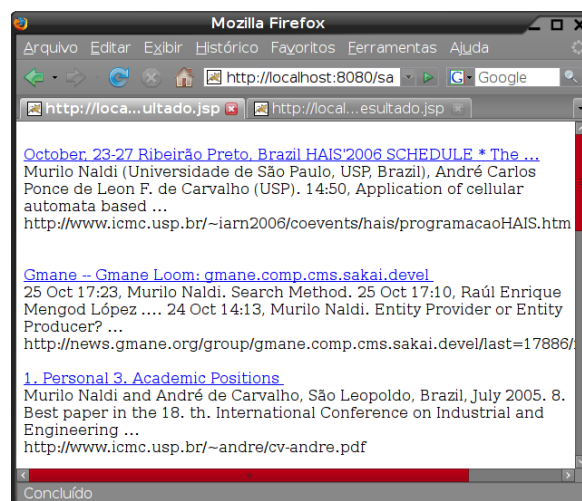 Mozilla Firefox
Arquivo Editar Exibir Histórico Favoritos Ferramentas Ajuda
http://localhost:8080/sa
G Google
http://loca...ultado.jsp
http://local...esultado.jsp
October, 23-27 Ribeirão Preto, Brazil HAIS'2006 SCHEDULE * The ...
Murilo Naldi (Universidade de São Paulo, USP, Brazil), André Carlos
Ponce de Leon F. de Carvalho (USP). 14:50, Application of cellular
automata based ...
http://www.icmc.usp.br/~iarn2006/coevents/hais/programacaoHAIS.htm
Gmane -- Gmane Loom: gmane.comp.cms.sakai.devel
25 Oct 17:23, Murilo Naldi. Search Method. 25 Oct 17:10, Raúl Enrique
Mengod López .... 24 Oct 14:13, Murilo Naldi. Entity Provider or Entity
Producer? ...
http://news.gmane.org/group/gmane.comp.cms.sakai.devel/last=17886/
1. Personal 3. Academic Positions
Murilo Naldi and André de Carvalho, São Leopoldo, Brazil, July 2005. 8.
Best paper in the 18. th. International Conference on Industrial and
Engineering ...
http://www.icmc.usp.br/~andre/cv-andre.pdf
Concluído